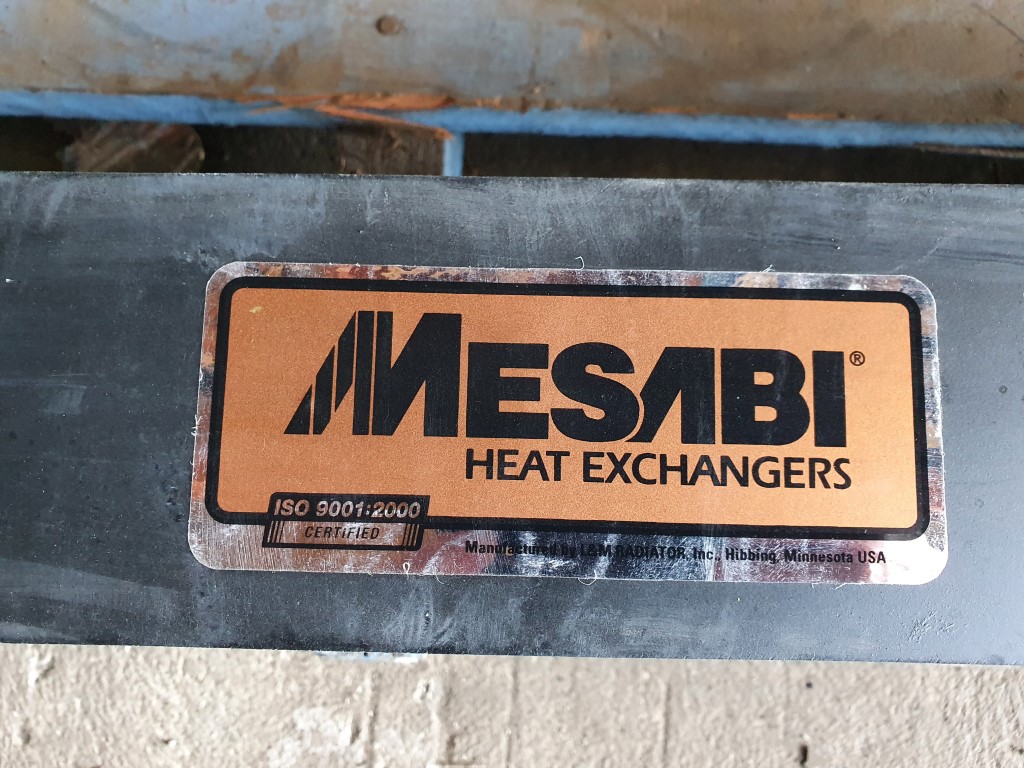 MESABI®
HEAT EXCHANGERS
ISO 9001:2000
CERTIFIED
Manufactured by L&M RADIATOR, Inc., Hibbing, Minnesota USA